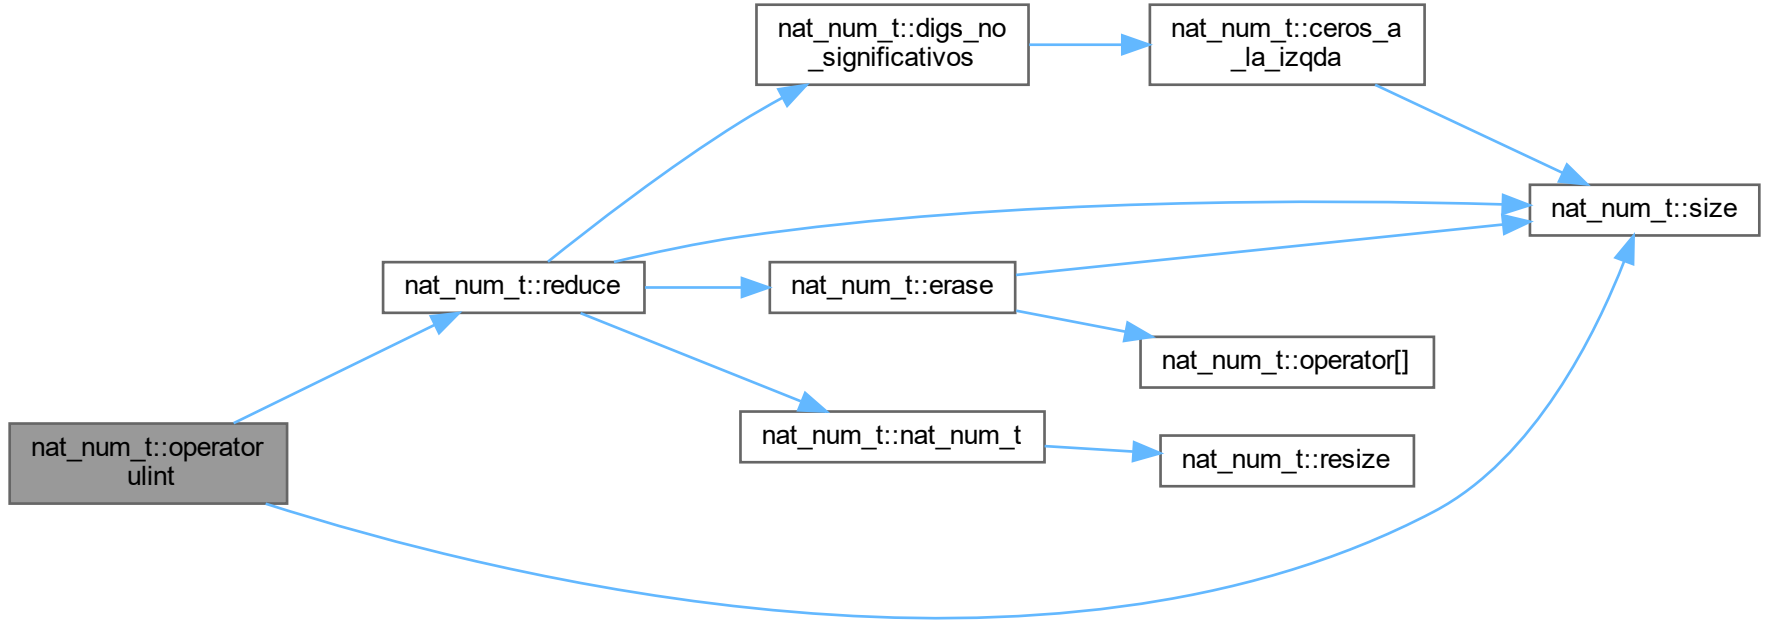 nat_num_t::digs_no
_significativos
nat_num_t::ceros_a
_la_izqda
nat_num_t::size
nat_num_t::reduce
nat_num_t::erase
nat_num_t::operator[]
nat_num_t::nat_num_t
nat_num_t::resize
nat_num_t::operator
ulint